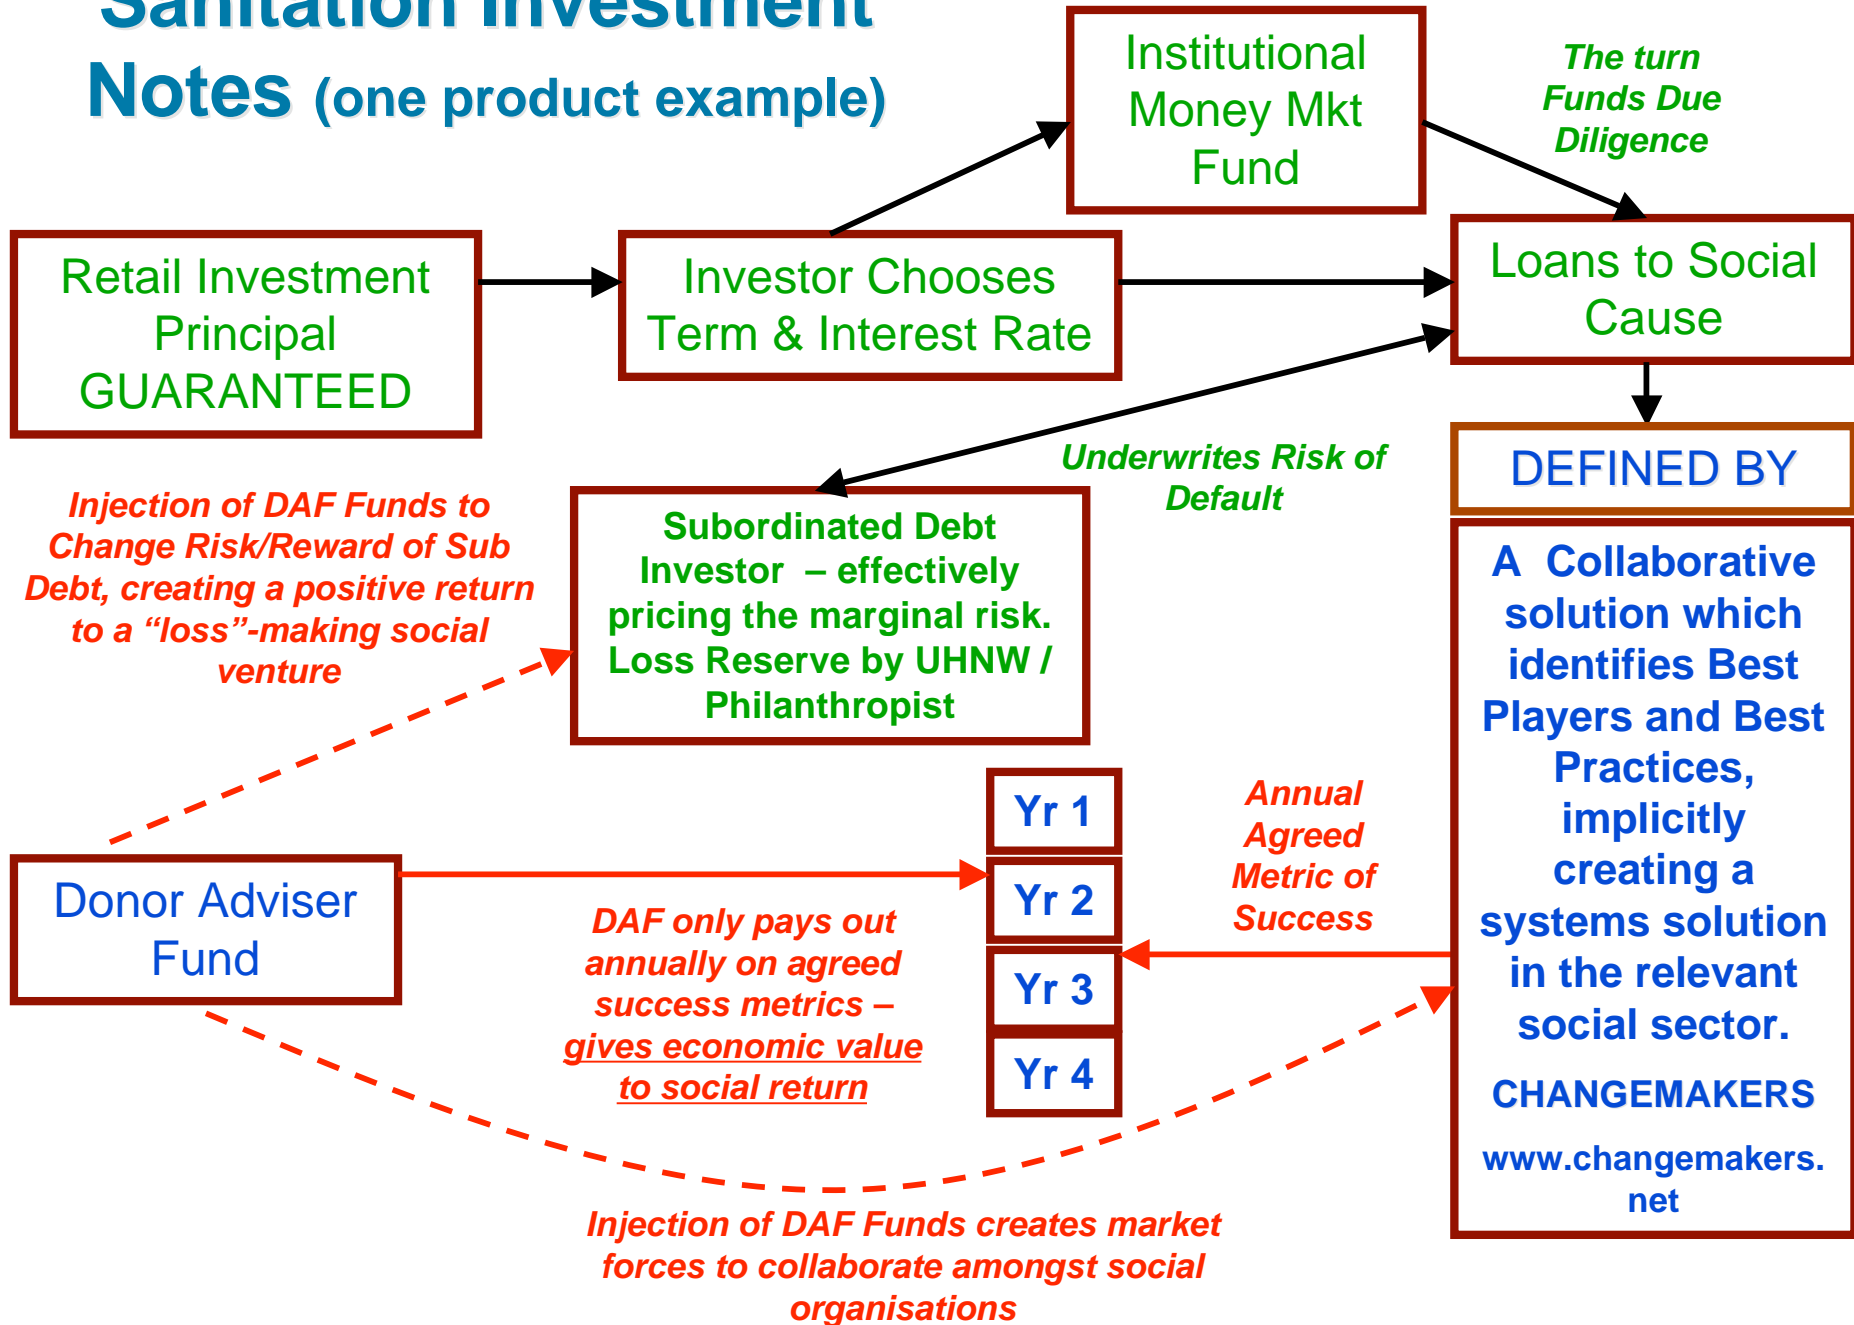 Sanitation Investment
Notes (one product example)
Institutional
Money Mkt
Fund
The turn
Funds Due
Diligence
Retail Investment
Principal
GUARANTEED
Investor Chooses
Term & Interest Rate
Loans to Social
Cause
Underwrites Risk of
Default
DEFINED BY
Injection of DAF Funds to
Change Risk/Reward of Sub
Debt, creating a positive return
to a “loss”-making social
venture
Subordinated Debt
Investor – effectively
pricing the marginal risk.
Loss Reserve by UHNW /
Philanthropist
A Collaborative
solution which
identifies Best
Players and Best
Practices,
implicitly
creating a
systems solution
in the relevant
social sector.
CHANGEMAKERS
www.changemakers.
net
Yr 1
Yr 2
Yr 3
Yr 4
Annual
Agreed
Metric of
Success
Donor Adviser
Fund
DAF only pays out
annually on agreed
success metrics –
gives economic value
to social return
Injection of DAF Funds creates market
forces to collaborate amongst social
organisations